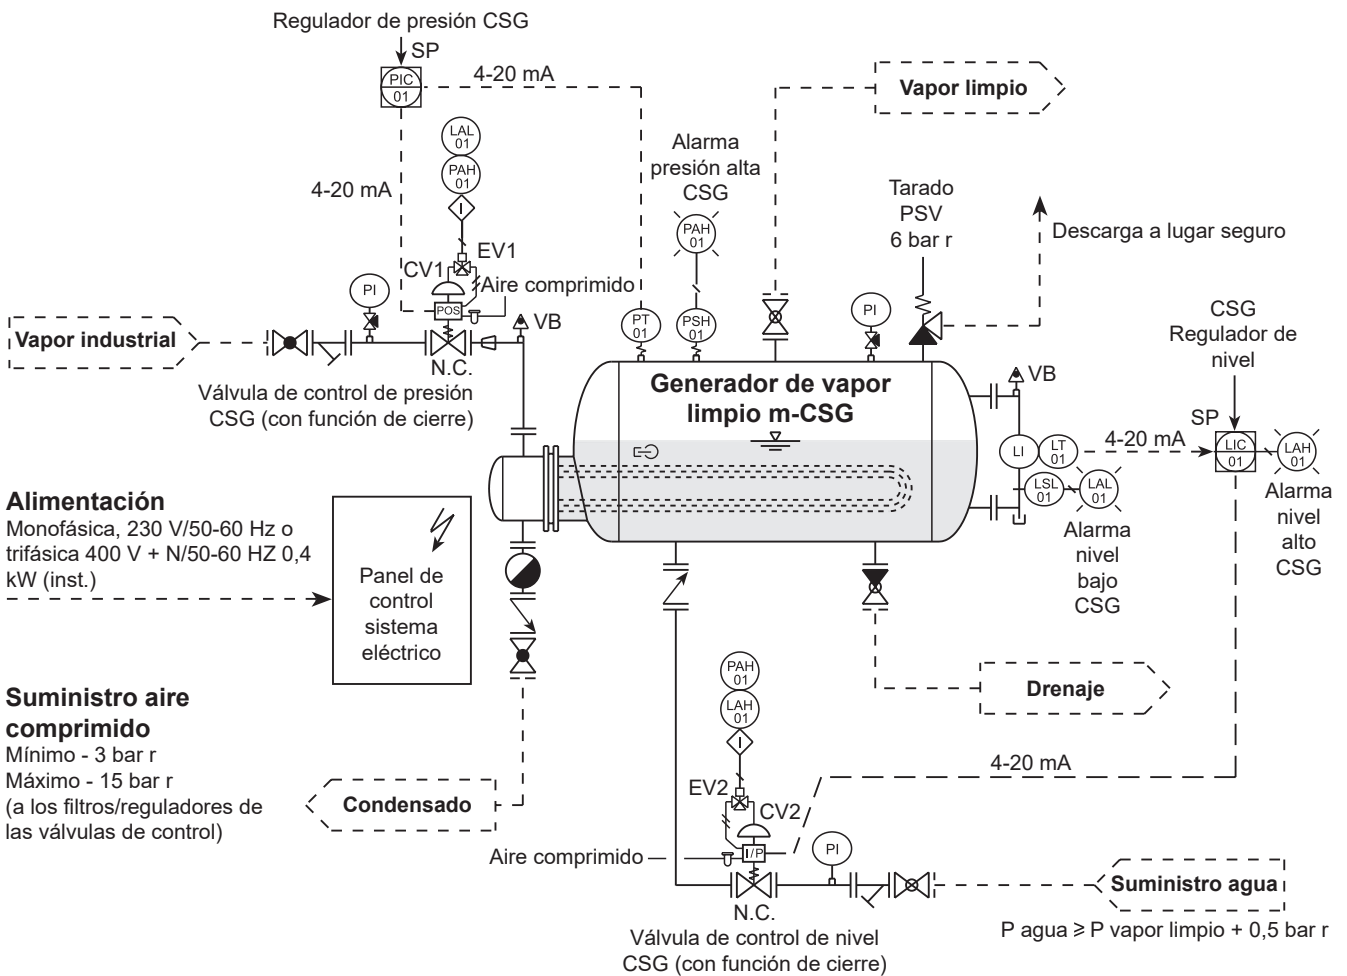 Regulador de presión CSG
SP
PIC
01
4-20 mA
Vapor limpio
LAL
01
PAH
01
I
4-20 mA
Alarma
presión alta
CSG
PAH
01
Tarado
PSV
6 bar r
Descarga a lugar seguro
EV1
CV1
Aire comprimido
PI
POS
VB
PT
01
PSH
01
PI
CSG
Regulador de
nivel
Vapor industrial
N.C.
Válvula de control de presión
CSG (con función de cierre)
Generador de vapor
limpio m-CSG
VB
SP
LI
LT
01
4-20 mA
LIC
01
LAH
01
LSL
01
LAL
01
Alarma
nivel
alto
CSG
Alarma
nivel
bajo
CSG
Alimentación
Monofásica, 230 V/50-60 Hz o
trifásica 400 V + N/50-60 HZ 0,4
kW (inst.)
Panel de
control
sistema
eléctrico
Suministro aire
comprimido
Mínimo - 3 bar r
Máximo - 15 bar r
(a los filtros/reguladores de
las válvulas de control)
Condensado
PAH
01
LAH
01
I
Drenaje
4-20 mA
EV2
CV2
Aire comprimido
I/P
PI
Suministro agua
N.C.
P agua ⩾ P vapor limpio + 0,5 bar r
Válvula de control de nivel
CSG (con función de cierre)